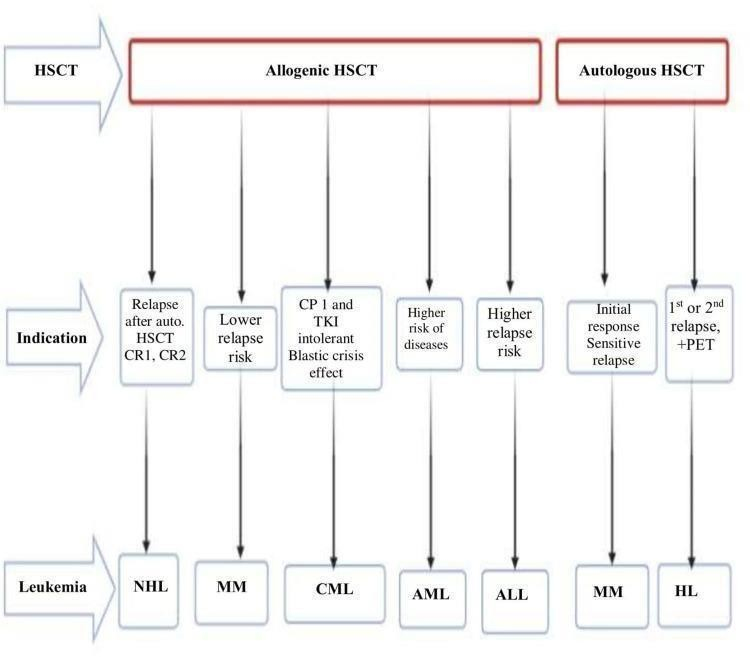 HSCT
Allogenic HSCT
Autologous HSCT
Indication
Relapse
after auto.
HSCT
CR1, CR2
Lower
relapse
risk
CP 1 and
TKI
intolerant
Blastic crisis
effect
Higher
risk of
diseases
Higher
relapse
risk
Initial
response
Sensitive
relapse
1st or 2nd
relapse,
+PET
Leukemia
NHL
MM
CML
AML
ALL
MM
HL